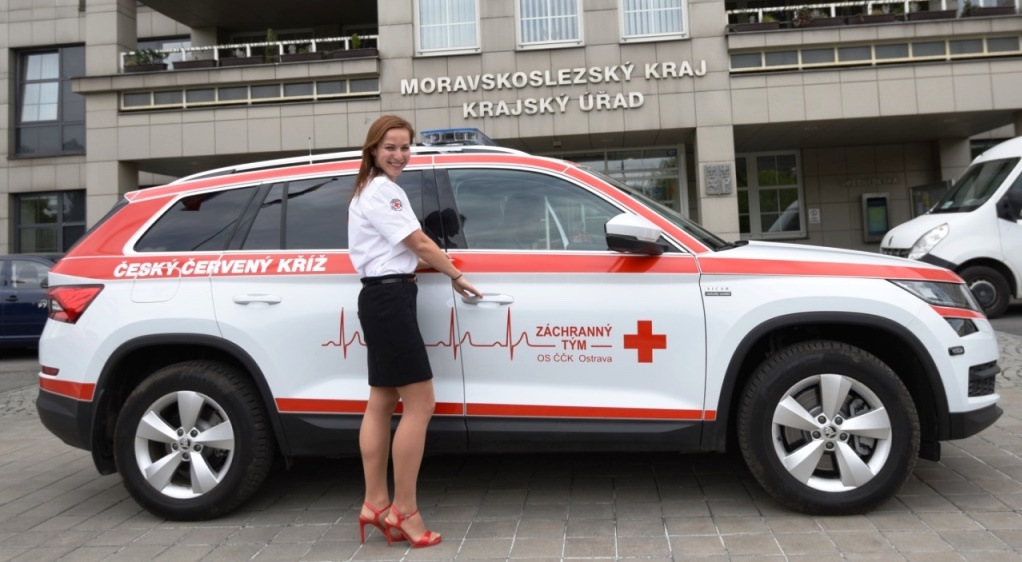 MORAVSKOSLEZSKÝ KRAJ
KRAJSKÝ ÚŘAD
ČESKÝ ČERVENÝ KŘÍŽ
ZÁCHRANNÝ
TÝM
OS ČČK Ostrava